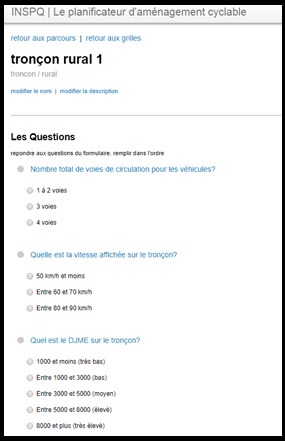 INSPQ | Le planificateur d'aménagement cyclable
retour aux parcours | retour aux grilles
tronçon rural 1
troncon / rural
modifier le nom | modifier la description
Les Questions
repondre aux questions du formulaire, remplir dans l'ordre
Nombre total de voies de circulation pour les véhicules?
1 à 2 voies
3 voies
4 voies
Quelle est la vitesse affichée sur le tronçon?
50 km/h et moins
Entre 60 et 70 km/h
Entre 80 et 90 km/h
Quel est le DJME sur le tronçon?
1000 et moins (très bas)
Entre 1000 et 3000 (bas)
Entre 3000 et 5000 (moyen)
Entre 5000 et 8000 (élevé)
8000 et plus (très élevé)